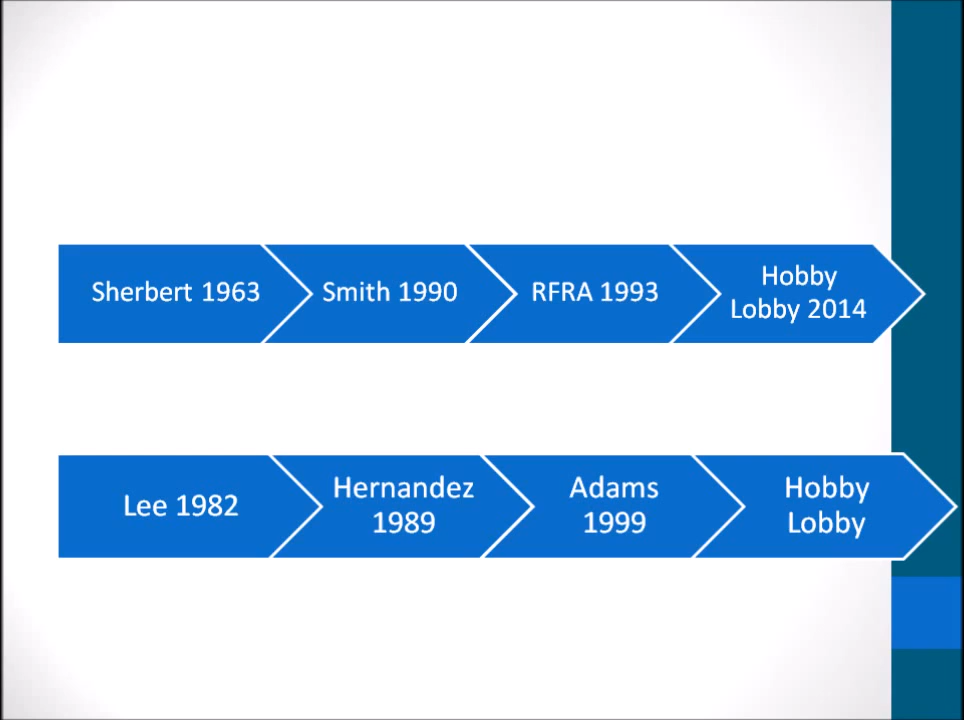 Sherbert 1963
Smith 1990
RFRA 1993
Hobby
Lobby 2014
Lee 1982
Hernandez
1989
Adams
1999
Hobby
Lobby